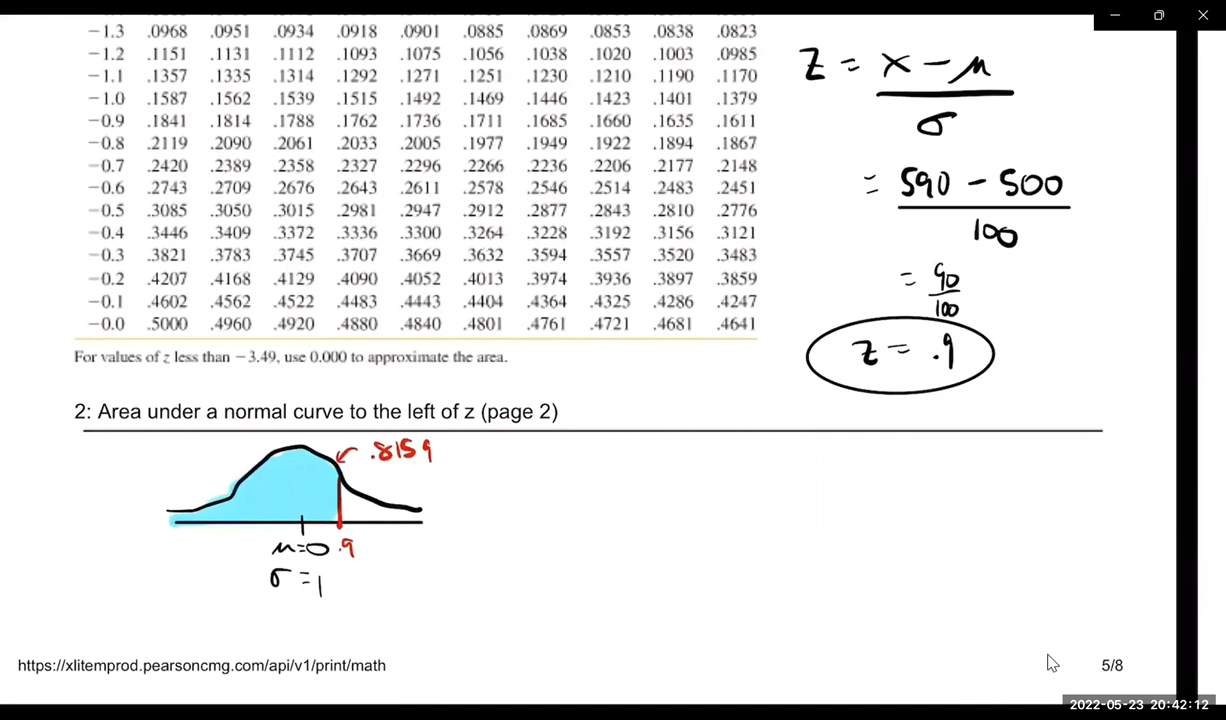 −1.3 .0968 .0951 .0934 .0918 .0901 .0885 .0869 .0853 .0838 .0823
−1.2 .1151 .1131 .1112 .1093 .1075 .1056 .1038 .1020 .1003 .0985
−1.1 .1357 .1335 .1314 .1292 .1271 .1251 .1230 .1210 .1190 .1170
−1.0 .1587 .1562 .1539 .1515 .1492 .1469 .1446 .1423 .1401 .1379
−0.9 .1841 .1814 .1788 .1762 .1736 .1711 .1685 .1660 .1635 .1611
−0.8 .2119 .2090 .2061 .2033 .2005 .1977 .1949 .1922 .1894 .1867
−0.7 .2420 .2389 .2358 .2327 .2296 .2266 .2236 .2206 .2177 .2148
−0.6 .2743 .2709 .2676 .2643 .2611 .2578 .2546 .2514 .2483 .2451
−0.5 .3085 .3050 .3015 .2981 .2947 .2912 .2877 .2843 .2810 .2776
−0.4 .3446 .3409 .3372 .3336 .3300 .3264 .3228 .3192 .3156 .3121
−0.3 .3821 .3783 .3745 .3707 .3669 .3632 .3594 .3557 .3520 .3483
−0.2 .4207 .4168 .4129 .4090 .4052 .4013 .3974 .3936 .3897 .3859
−0.1 .4602 .4562 .4522 .4483 .4443 .4404 .4364 .4325 .4286 .4247
−0.0 .5000 .4960 .4920 .4880 .4840 .4801 .4761 .4721 .4681 .4641
For values of z less than −3.49, use 0.000 to approximate the area.
z = x − μ
σ
= 590 − 500
100
= 90
100
z = .9
2: Area under a normal curve to the left of z (page 2)
.8159
μ=0 .9
σ=1
https://xlitemprod.pearsoncmg.com/api/v1/print/math
5/8
2022-05-23 20:42:12